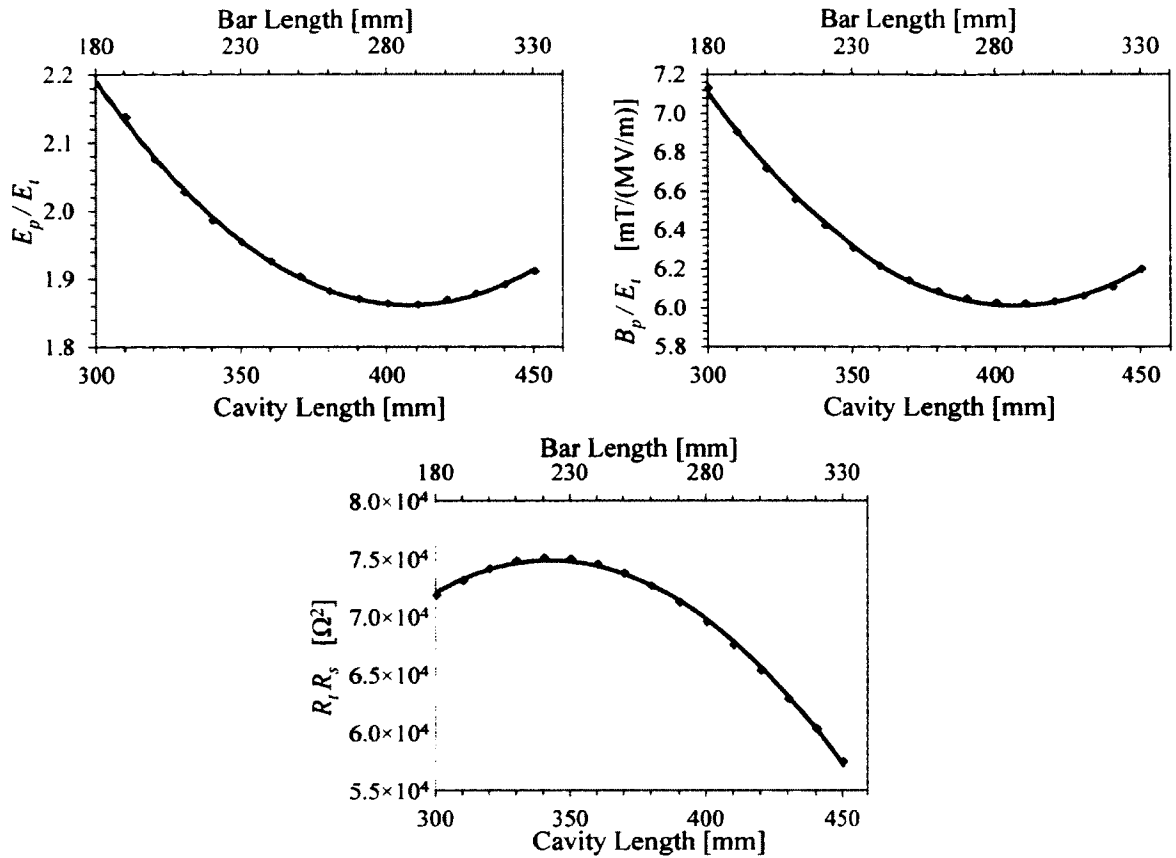 Bar Length [mm]
180 230 280 330
2.2
2.1
2.0
1.9
1.8
E_p / E_t
300 350 400 450
Cavity Length [mm]
Bar Length [mm]
180 230 280 330
7.2
7.0
6.8
6.6
6.4
6.2
6.0
5.8
B_p / E_t [mT/(MV/m)]
300 350 400 450
Cavity Length [mm]
Bar Length [mm]
180 230 280 330
8.0×10⁴
7.5×10⁴
7.0×10⁴
6.5×10⁴
6.0×10⁴
5.5×10⁴
R_t R_s [Ω²]
300 350 400 450
Cavity Length [mm]